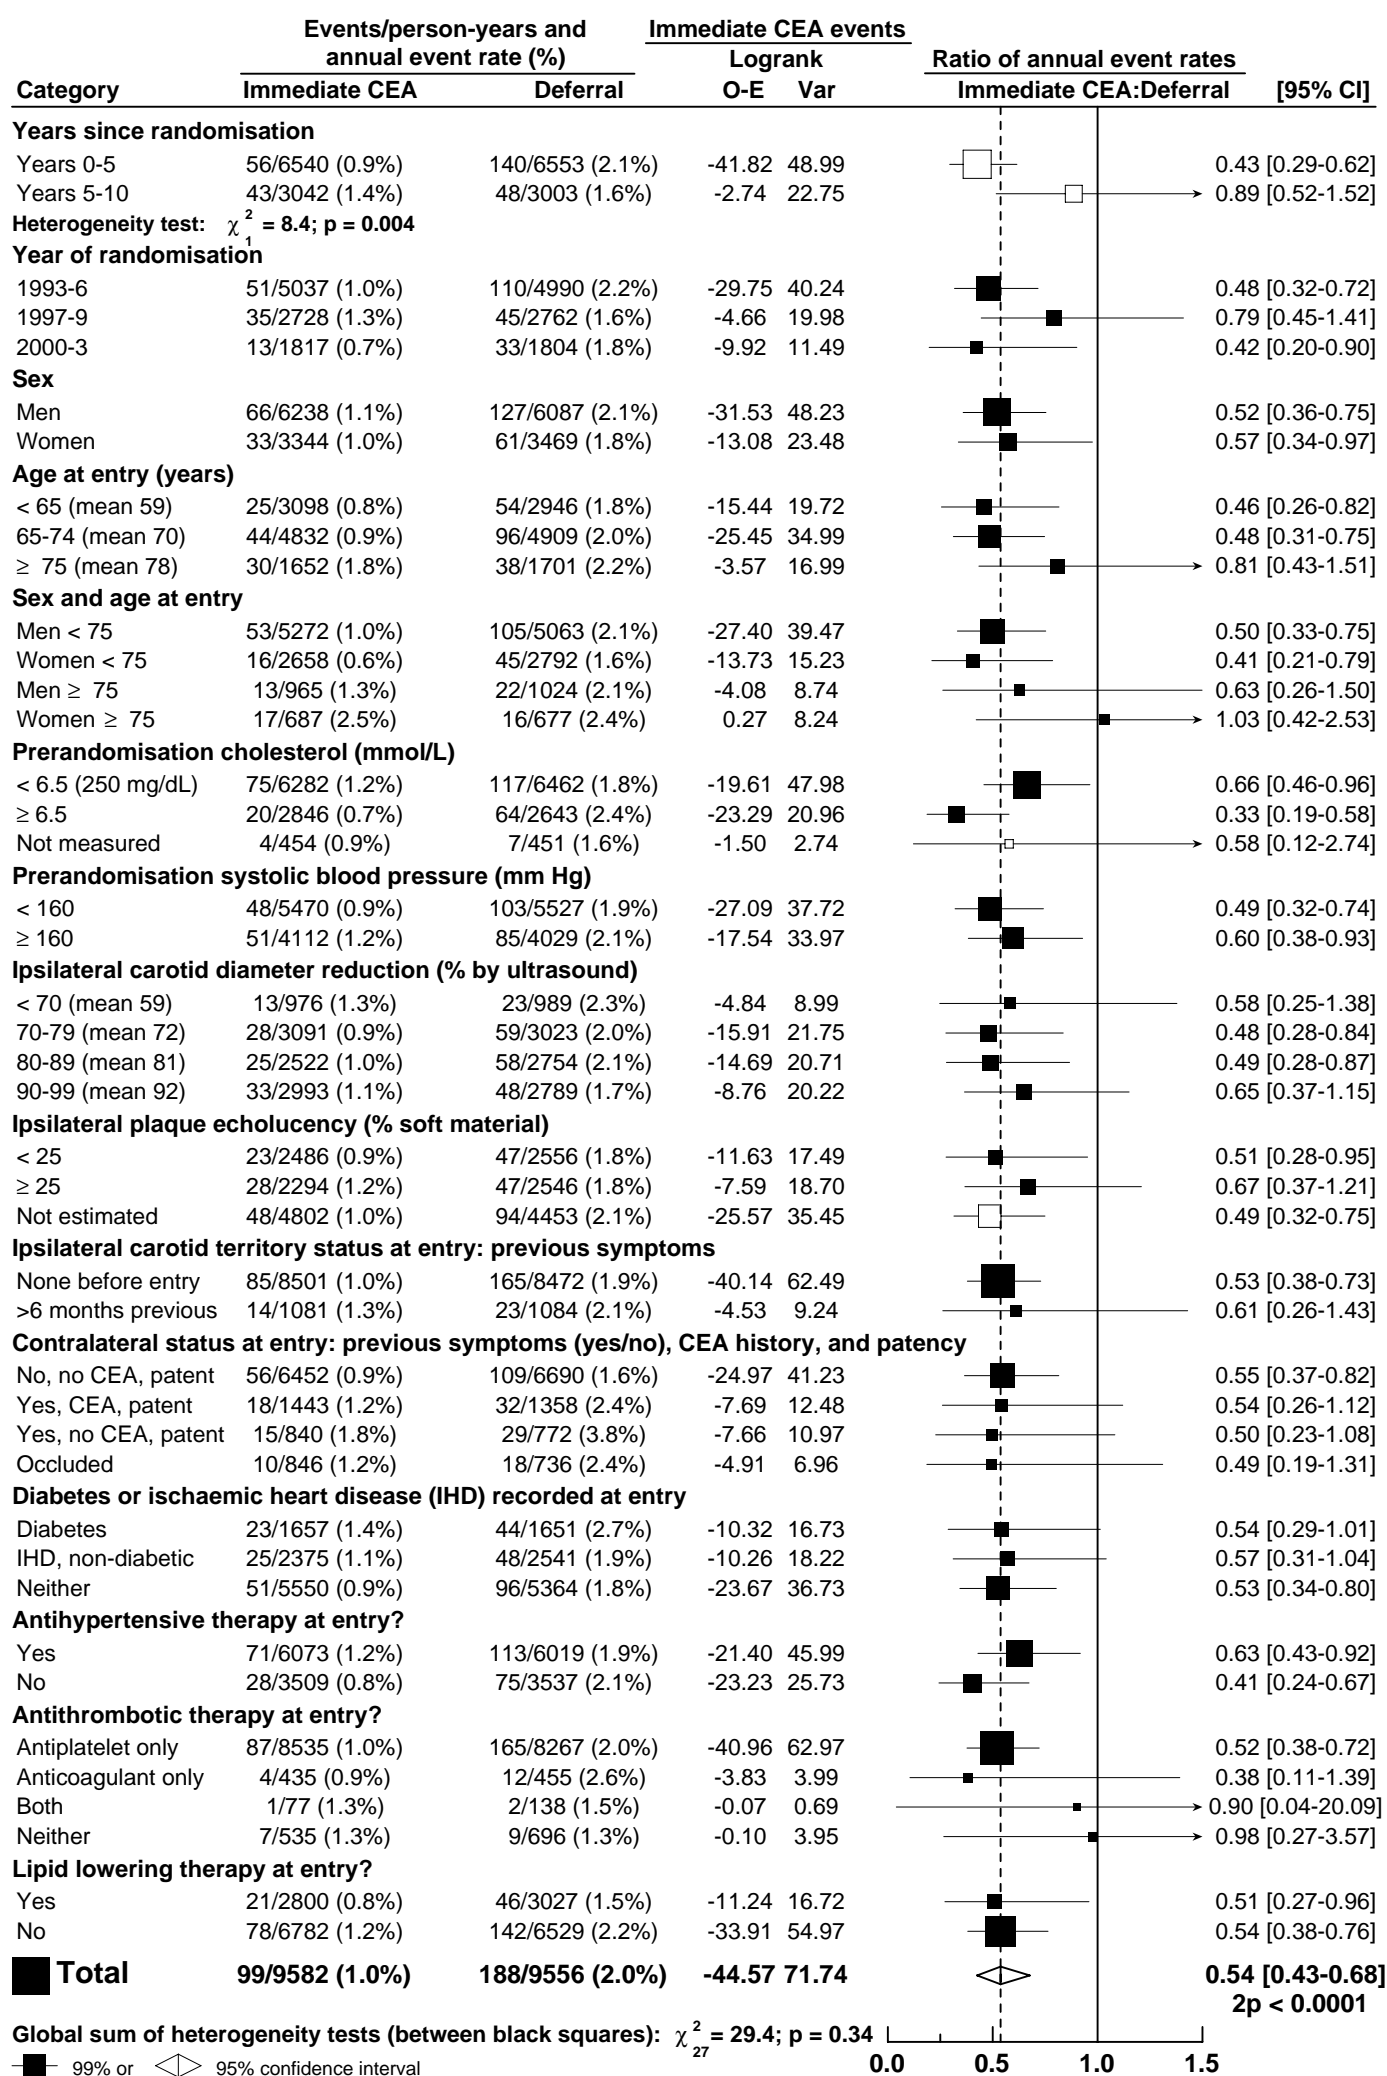 Events/person-years and Immediate CEA events
annual event rate (%) Logrank Ratio of annual event rates
Category Immediate CEA Deferral O-E Var Immediate CEA:Deferral [95% CI]
Years since randomisation
Years 0-5 56/6540 (0.9%) 140/6553 (2.1%) -41.82 48.99 0.43 [0.29-0.62]
Years 5-10 43/3042 (1.4%) 48/3003 (1.6%) -2.74 22.75 0.89 [0.52-1.52]
Heterogeneity test: χ²₁ = 8.4; p = 0.004
Year of randomisation
1993-6 51/5037 (1.0%) 110/4990 (2.2%) -29.75 40.24 0.48 [0.32-0.72]
1997-9 35/2728 (1.3%) 45/2762 (1.6%) -4.66 19.98 0.79 [0.45-1.41]
2000-3 13/1817 (0.7%) 33/1804 (1.8%) -9.92 11.49 0.42 [0.20-0.90]
Sex
Men 66/6238 (1.1%) 127/6087 (2.1%) -31.53 48.23 0.52 [0.36-0.75]
Women 33/3344 (1.0%) 61/3469 (1.8%) -13.08 23.48 0.57 [0.34-0.97]
Age at entry (years)
< 65 (mean 59) 25/3098 (0.8%) 54/2946 (1.8%) -15.44 19.72 0.46 [0.26-0.82]
65-74 (mean 70) 44/4832 (0.9%) 96/4909 (2.0%) -25.45 34.99 0.48 [0.31-0.75]
≥ 75 (mean 78) 30/1652 (1.8%) 38/1701 (2.2%) -3.57 16.99 0.81 [0.43-1.51]
Sex and age at entry
Men < 75 53/5272 (1.0%) 105/5063 (2.1%) -27.40 39.47 0.50 [0.33-0.75]
Women < 75 16/2658 (0.6%) 45/2792 (1.6%) -13.73 15.23 0.41 [0.21-0.79]
Men ≥ 75 13/965 (1.3%) 22/1024 (2.1%) -4.08 8.74 0.63 [0.26-1.50]
Women ≥ 75 17/687 (2.5%) 16/677 (2.4%) 0.27 8.24 1.03 [0.42-2.53]
Prerandomisation cholesterol (mmol/L)
< 6.5 (250 mg/dL) 75/6282 (1.2%) 117/6462 (1.8%) -19.61 47.98 0.66 [0.46-0.96]
≥ 6.5 20/2846 (0.7%) 64/2643 (2.4%) -23.29 20.96 0.33 [0.19-0.58]
Not measured 4/454 (0.9%) 7/451 (1.6%) -1.50 2.74 0.58 [0.12-2.74]
Prerandomisation systolic blood pressure (mm Hg)
< 160 48/5470 (0.9%) 103/5527 (1.9%) -27.09 37.72 0.49 [0.32-0.74]
≥ 160 51/4112 (1.2%) 85/4029 (2.1%) -17.54 33.97 0.60 [0.38-0.93]
Ipsilateral carotid diameter reduction (% by ultrasound)
< 70 (mean 59) 13/976 (1.3%) 23/989 (2.3%) -4.84 8.99 0.58 [0.25-1.38]
70-79 (mean 72) 28/3091 (0.9%) 59/3023 (2.0%) -15.91 21.75 0.48 [0.28-0.84]
80-89 (mean 81) 25/2522 (1.0%) 58/2754 (2.1%) -14.69 20.71 0.49 [0.28-0.87]
90-99 (mean 92) 33/2993 (1.1%) 48/2789 (1.7%) -8.76 20.22 0.65 [0.37-1.15]
Ipsilateral plaque echolucency (% soft material)
< 25 23/2486 (0.9%) 47/2556 (1.8%) -11.63 17.49 0.51 [0.28-0.95]
≥ 25 28/2294 (1.2%) 47/2546 (1.8%) -7.59 18.70 0.67 [0.37-1.21]
Not estimated 48/4802 (1.0%) 94/4453 (2.1%) -25.57 35.45 0.49 [0.32-0.75]
Ipsilateral carotid territory status at entry: previous symptoms
None before entry 85/8501 (1.0%) 165/8472 (1.9%) -40.14 62.49 0.53 [0.38-0.73]
>6 months previous 14/1081 (1.3%) 23/1084 (2.1%) -4.53 9.24 0.61 [0.26-1.43]
Contralateral status at entry: previous symptoms (yes/no), CEA history, and patency
No, no CEA, patent 56/6452 (0.9%) 109/6690 (1.6%) -24.97 41.23 0.55 [0.37-0.82]
Yes, CEA, patent 18/1443 (1.2%) 32/1358 (2.4%) -7.69 12.48 0.54 [0.26-1.12]
Yes, no CEA, patent 15/840 (1.8%) 29/772 (3.8%) -7.66 10.97 0.50 [0.23-1.08]
Occluded 10/846 (1.2%) 18/736 (2.4%) -4.91 6.96 0.49 [0.19-1.31]
Diabetes or ischaemic heart disease (IHD) recorded at entry
Diabetes 23/1657 (1.4%) 44/1651 (2.7%) -10.32 16.73 0.54 [0.29-1.01]
IHD, non-diabetic 25/2375 (1.1%) 48/2541 (1.9%) -10.26 18.22 0.57 [0.31-1.04]
Neither 51/5550 (0.9%) 96/5364 (1.8%) -23.67 36.73 0.53 [0.34-0.80]
Antihypertensive therapy at entry?
Yes 71/6073 (1.2%) 113/6019 (1.9%) -21.40 45.99 0.63 [0.43-0.92]
No 28/3509 (0.8%) 75/3537 (2.1%) -23.23 25.73 0.41 [0.24-0.67]
Antithrombotic therapy at entry?
Antiplatelet only 87/8535 (1.0%) 165/8267 (2.0%) -40.96 62.97 0.52 [0.38-0.72]
Anticoagulant only 4/435 (0.9%) 12/455 (2.6%) -3.83 3.99 0.38 [0.11-1.39]
Both 1/77 (1.3%) 2/138 (1.5%) -0.07 0.69 0.90 [0.04-20.09]
Neither 7/535 (1.3%) 9/696 (1.3%) -0.10 3.95 0.98 [0.27-3.57]
Lipid lowering therapy at entry?
Yes 21/2800 (0.8%) 46/3027 (1.5%) -11.24 16.72 0.51 [0.27-0.96]
No 78/6782 (1.2%) 142/6529 (2.2%) -33.91 54.97 0.54 [0.38-0.76]
Total 99/9582 (1.0%) 188/9556 (2.0%) -44.57 71.74 0.54 [0.43-0.68]
2p < 0.0001
Global sum of heterogeneity tests (between black squares): χ²₂₇ = 29.4; p = 0.34
99% or 95% confidence interval
0.0 0.5 1.0 1.5